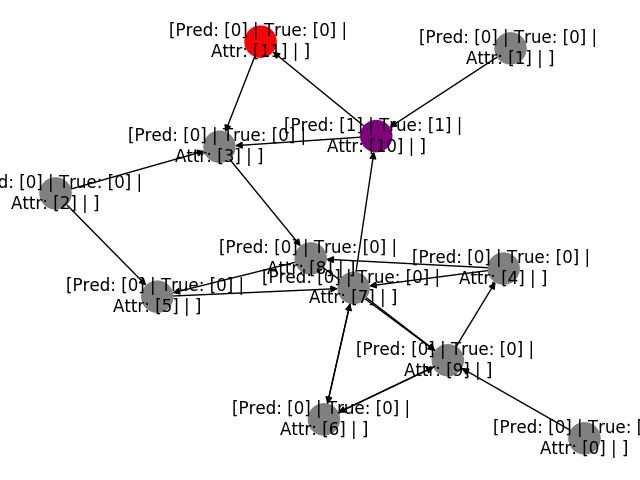 [Pred: [0] | True: [0] |
Attr: [11] | ]
[Pred: [0] | True: [0] |
Attr: [1] | ]
[Pred: [1] | True: [1] |
Attr: [10] | ]
[Pred: [0] | True: [0] |
Attr: [3] | ]
d: [0] | True: [0] |
Attr: [2] | ]
[Pred: [0] | True: [0] |
Attr: [8] | ]
[Pred: [0] | True: [0] |
Attr: [4] | ]
[Pred: [0] | True: [0] |
Attr: [7] | ]
[Pred: [0] | True: [0] |
Attr: [5] | ]
[Pred: [0] | True: [0] |
Attr: [9] | ]
[Pred: [0] | True: [0] |
Attr: [6] | ]
[Pred: [0] | True: [
Attr: [0] | ]